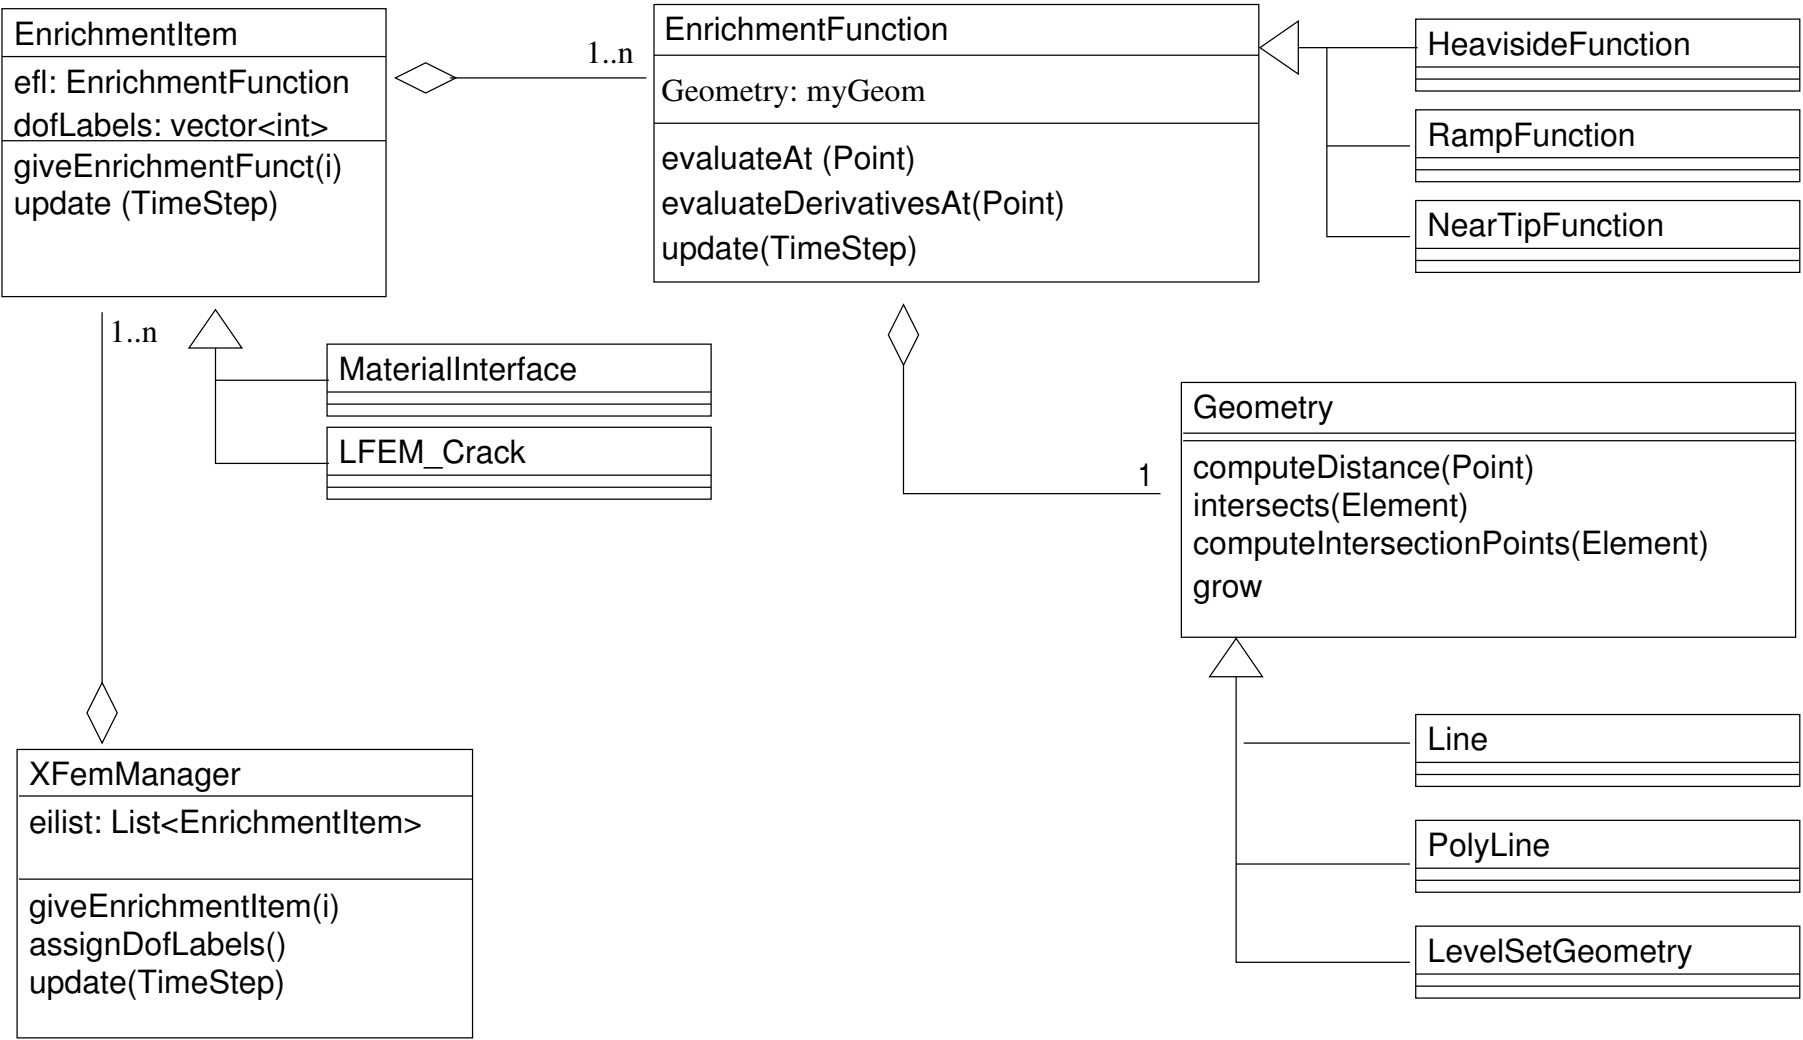 EnrichmentItem
efl: EnrichmentFunction
dofLabels: vector<int>
giveEnrichmentFunct(i)
update (TimeStep)
1..n
EnrichmentFunction
Geometry: myGeom
evaluateAt (Point)
evaluateDerivativesAt(Point)
update(TimeStep)
HeavisideFunction
RampFunction
NearTipFunction
1..n
MaterialInterface
LFEM_Crack
1
Geometry
computeDistance(Point)
intersects(Element)
computeIntersectionPoints(Element)
grow
Line
PolyLine
LevelSetGeometry
XFemManager
eilist: List<EnrichmentItem>
giveEnrichmentItem(i)
assignDofLabels()
update(TimeStep)